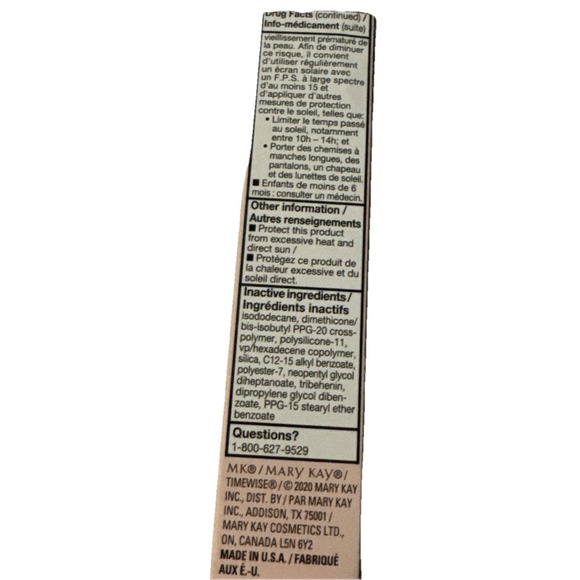 Drug Facts (continued) /
Info-médicament (suite)
vieillissement prématuré de
la peau. Afin de diminuer
ce risque, il convient
d'utiliser régulièrement
un écran solaire avec
un F.P.S. à large spectre
d'au moins 15 et
d'appliquer d'autres
mesures de protection
contre le soleil, telles que:
• Limiter le temps passé
au soleil, notamment
entre 10h – 14h; et
• Porter des chemises à
manches longues, des
pantalons, un chapeau
et des lunettes de soleil.
■ Enfants de moins de 6
mois : consulter un médecin.
Other information /
Autres renseignements
■ Protect this product
from excessive heat and
direct sun /
■ Protégez ce produit de
la chaleur excessive et du
soleil direct.
Inactive ingredients /
Ingrédients inactifs
isododecane, dimethicone/
bis-isobutyl PPG-20 cross-
polymer, polysilicone-11,
vp/hexadecene copolymer,
silica, C12-15 alkyl benzoate,
polyester-7, neopentyl glycol
diheptanoate, tribehenin,
dipropylene glycol diben-
zoate, PPG-15 stearyl ether
benzoate
Questions?
1-800-627-9529
MK® / MARY KAY® /
TIMEWISE® / © 2020 MARY KAY
INC., DIST. BY / PAR MARY KAY
INC., ADDISON, TX 75001 /
MARY KAY COSMETICS LTD.,
ON, CANADA L5N 6Y2
MADE IN U.S.A. / FABRIQUÉ
AUX É.-U.